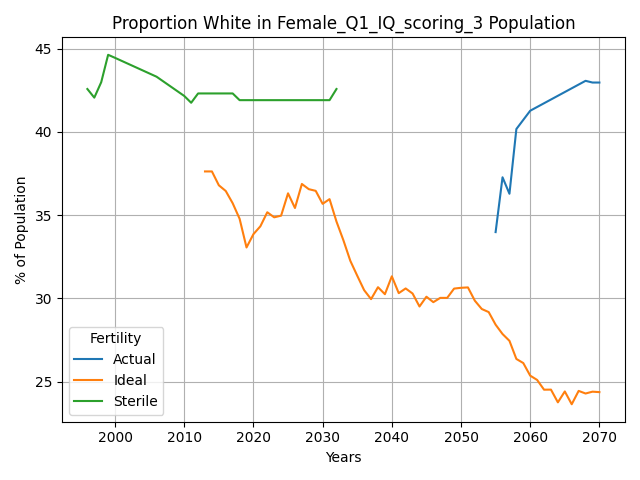 Proportion White in Female_Q1_IQ_scoring_3 Population
% of Population
45
40
35
30
25
Fertility
Actual
Ideal
Sterile
2000
2010
2020
2030
2040
2050
2060
2070
Years